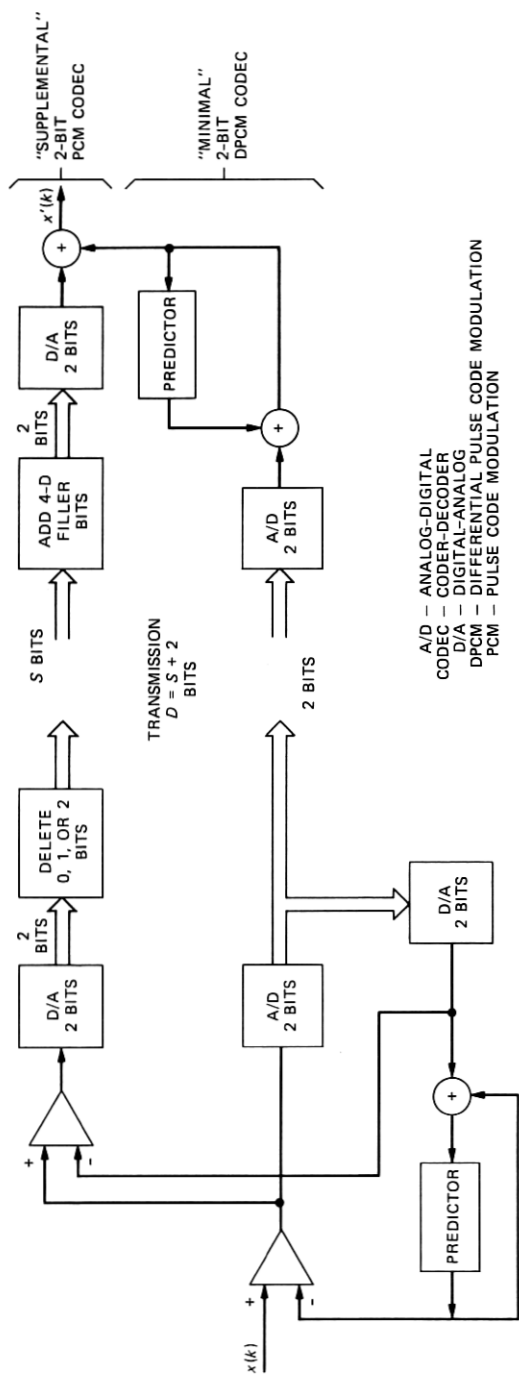 "SUPPLEMENTAL"
2-BIT
PCM CODEC
"MINIMAL"
2-BIT
DPCM CODEC
x(k)
+
-
+
-
D/A
2 BITS
2
BITS
DELETE
0, 1, OR 2
BITS
S BITS
ADD 4-D
FILLER
BITS
2
BITS
D/A
2 BITS
+
x'(k)
TRANSMISSION
D = S + 2
BITS
A/D
2 BITS
2 BITS
A/D
2 BITS
+
PREDICTOR
D/A
2 BITS
+
PREDICTOR
A/D – ANALOG-DIGITAL
CODEC – CODER-DECODER
D/A – DIGITAL-ANALOG
DPCM – DIFFERENTIAL PULSE CODE MODULATION
PCM – PULSE CODE MODULATION